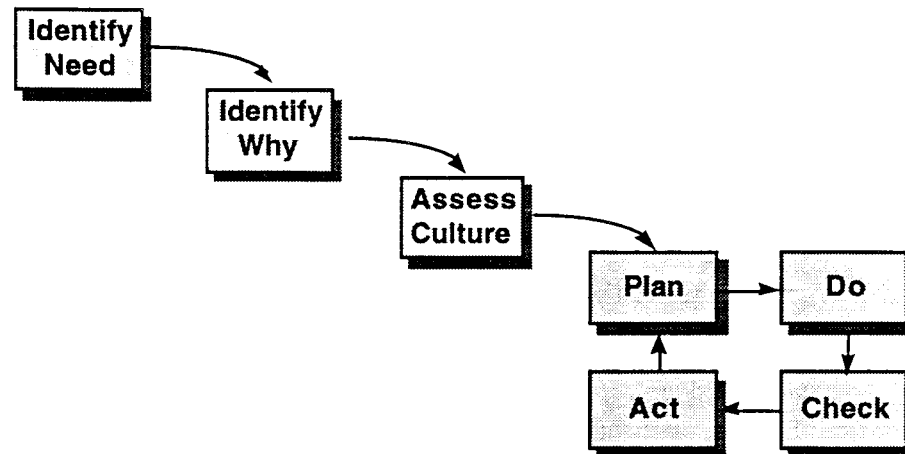 Identify
Need
Identify
Why
Assess
Culture
Plan
Do
Act
Check